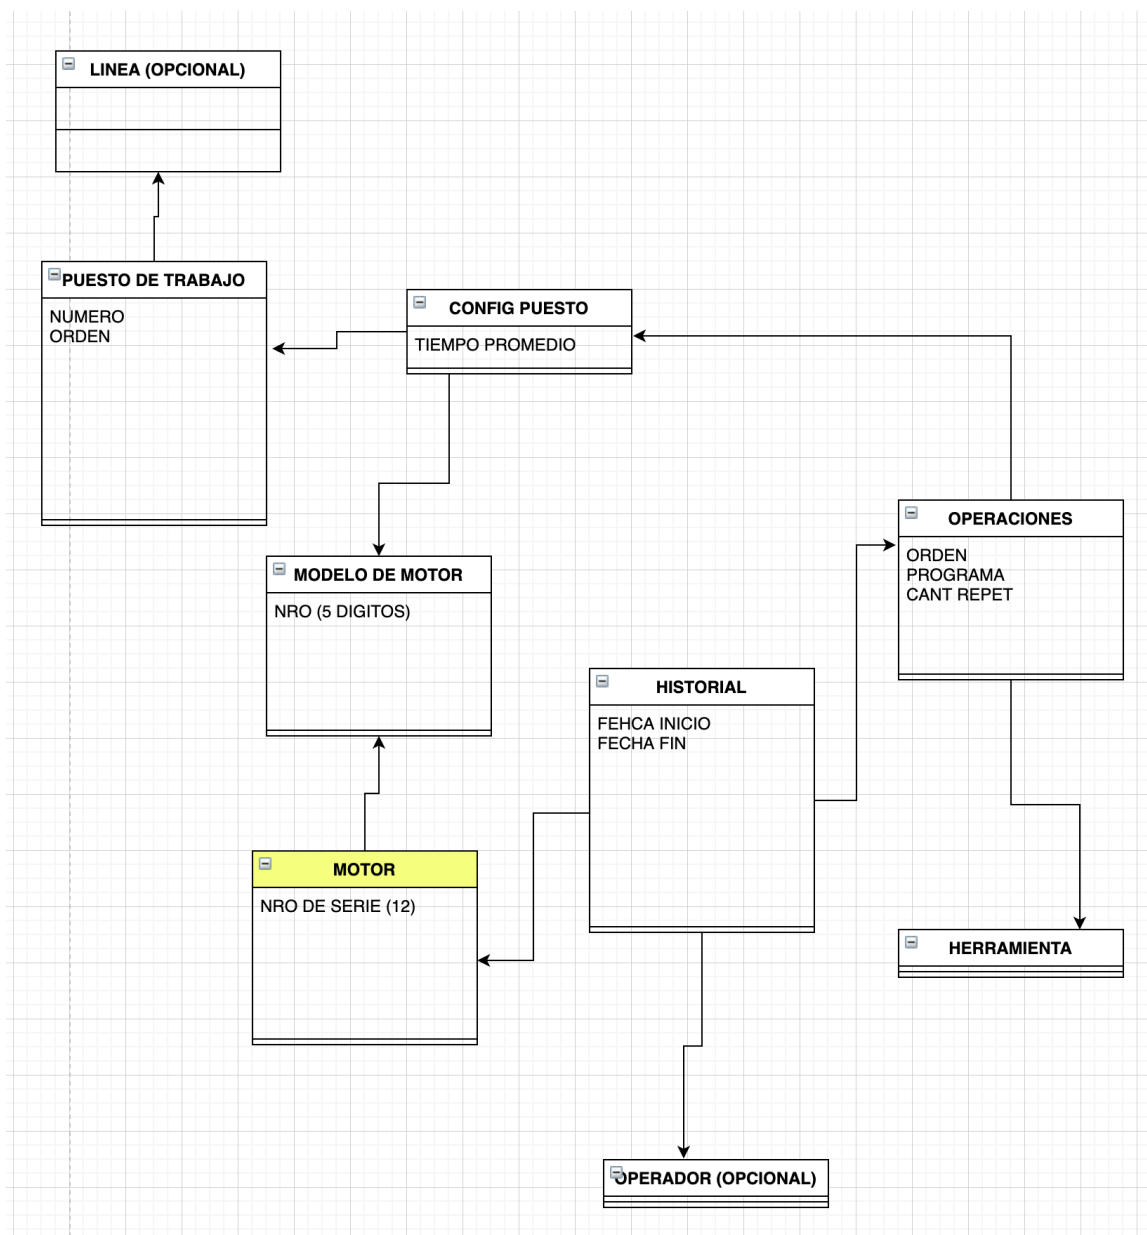 LINEA (OPCIONAL)
PUESTO DE TRABAJO
NUMERO
ORDEN
CONFIG PUESTO
TIEMPO PROMEDIO
OPERACIONES
ORDEN
PROGRAMA
CANT REPET
MODELO DE MOTOR
NRO (5 DIGITOS)
HISTORIAL
FEHCA INICIO
FECHA FIN
MOTOR
NRO DE SERIE (12)
HERRAMIENTA
OPERADOR (OPCIONAL)